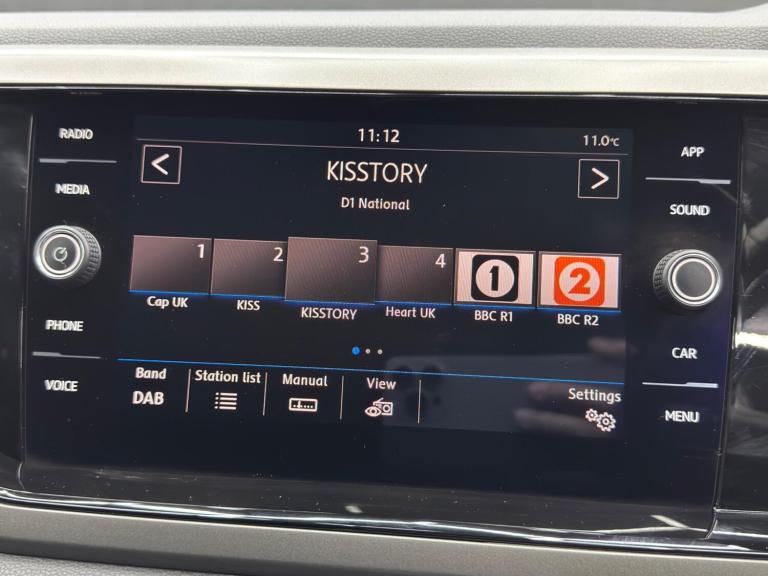 RADIO
MEDIA
PHONE
VOICE
11:12
11.0°C
<
KISSTORY
>
D1 National
1
2
3
4
1
2
Cap UK
KISS
KISSTORY
Heart UK
BBC R1
BBC R2
Band
DAB
Station list
Manual
View
Settings
APP
SOUND
CAR
MENU